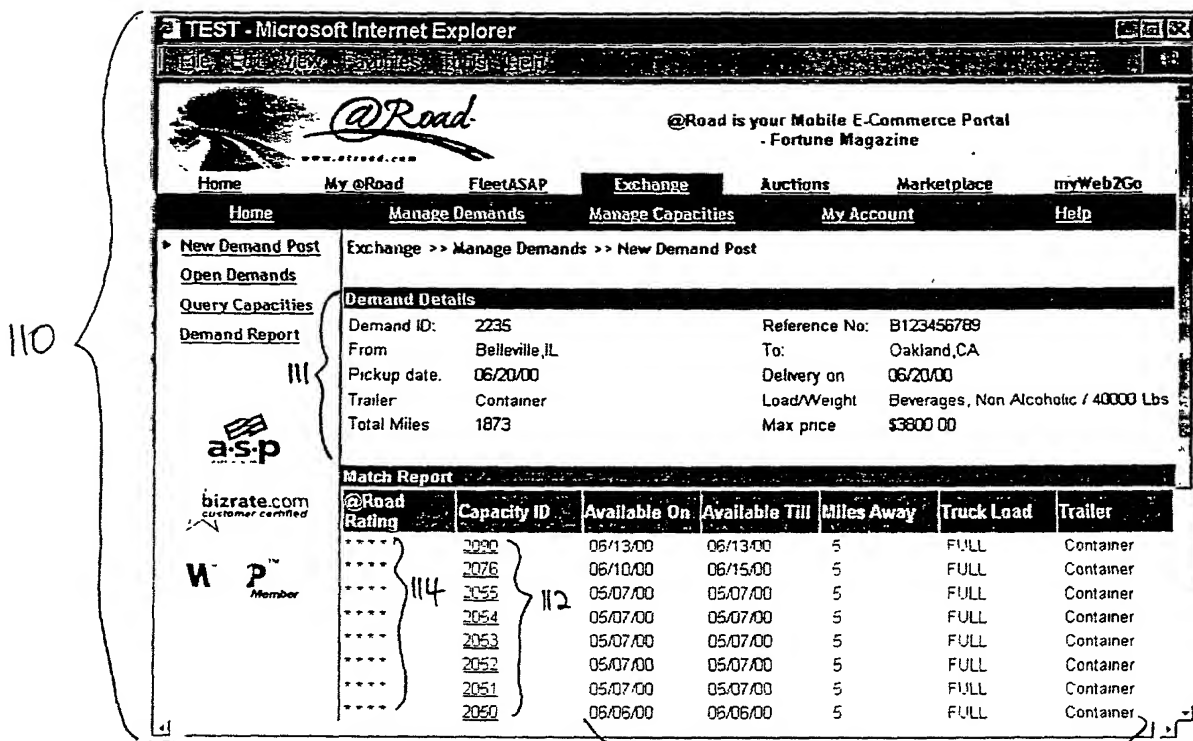 TEST - Microsoft Internet Explorer
File Edit View Favorites Tools Help
@Road
www.atroad.com
@Road is your Mobile E-Commerce Portal
- Fortune Magazine
Home My @Road FleetASAP Exchange Auctions Marketplace myWeb2Go
Home Manage Demands Manage Capacities My Account Help
New Demand Post
Open Demands
Query Capacities
Demand Report
Exchange >> Manage Demands >> New Demand Post
110
111
Demand Details
Demand ID: 2235 Reference No: B123456789
From Belleville,IL To: Oakland,CA
Pickup date. 06/20/00 Delivery on 06/20/00
Trailer Container Load/Weight Beverages, Non Alcoholic / 40000 Lbs
Total Miles 1873 Max price $3800 00
a·s·p
bizrate.com
customer certified
Member
Match Report
@Road Rating Capacity ID Available On Available Till Miles Away Truck Load Trailer
* * * * 2090 06/13/00 06/13/00 5 FULL Container
* * * * 2076 06/10/00 06/15/00 5 FULL Container
* * * * 2055 05/07/00 05/07/00 5 FULL Container
* * * * 2054 05/07/00 05/07/00 5 FULL Container
* * * * 2053 05/07/00 05/07/00 5 FULL Container
* * * * 2052 05/07/00 05/07/00 5 FULL Container
* * * * 2051 05/07/00 05/07/00 5 FULL Container
* * * * 2050 06/06/00 06/06/00 5 FULL Container
114
112